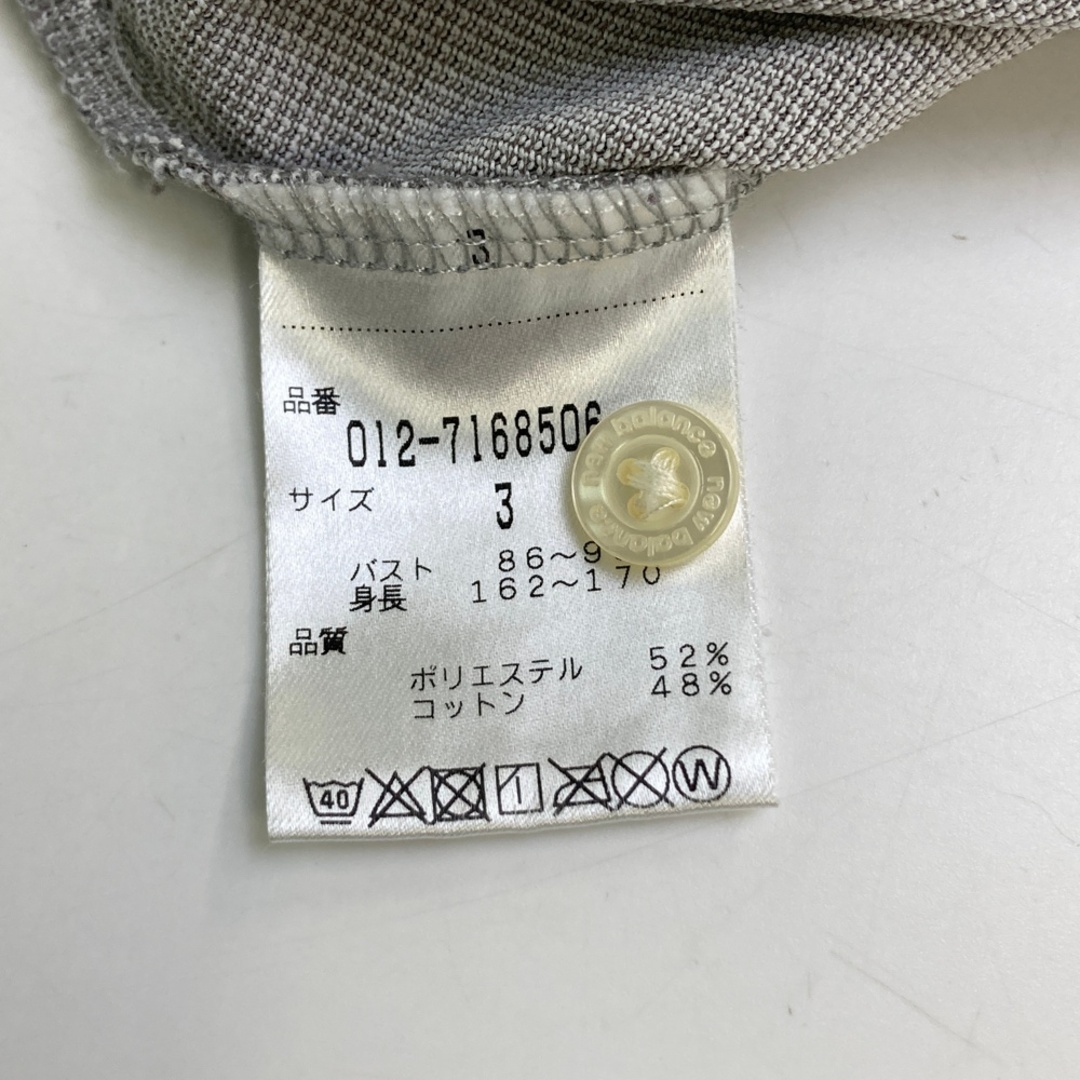 3
品番
012-7168506
サイズ 3
バスト 86~9
身長 162~170
品質
ポリエステル 52%
コットン 48%
40 W
new balance new balance